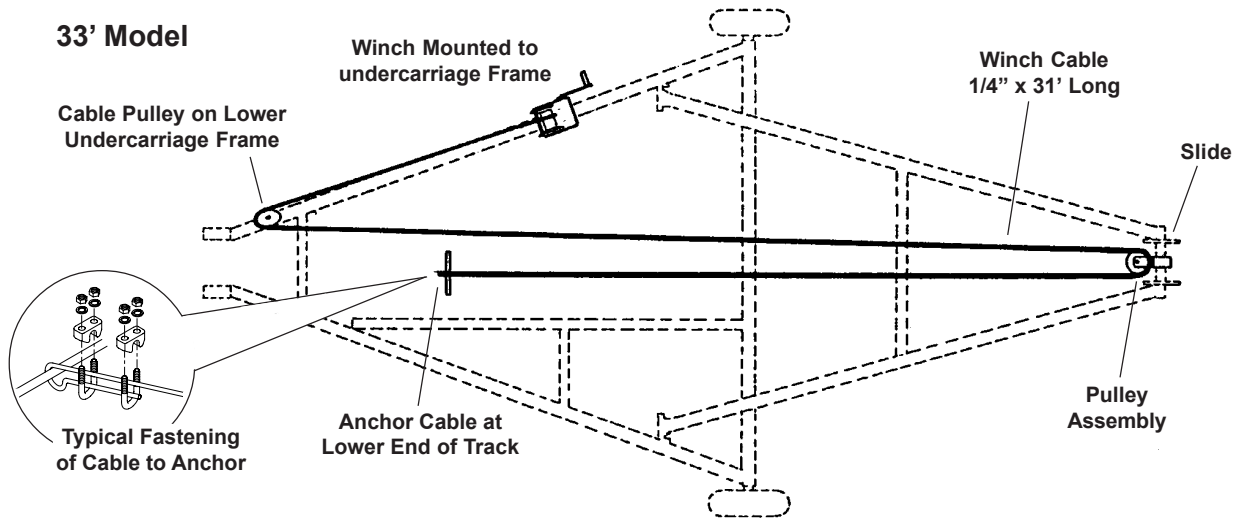 33’ Model
Winch Mounted to
undercarriage Frame
Winch Cable
1/4” x 31’ Long
Cable Pulley on Lower
Undercarriage Frame
Slide
Pulley
Assembly
Anchor Cable at
Lower End of Track
Typical Fastening
of Cable to Anchor